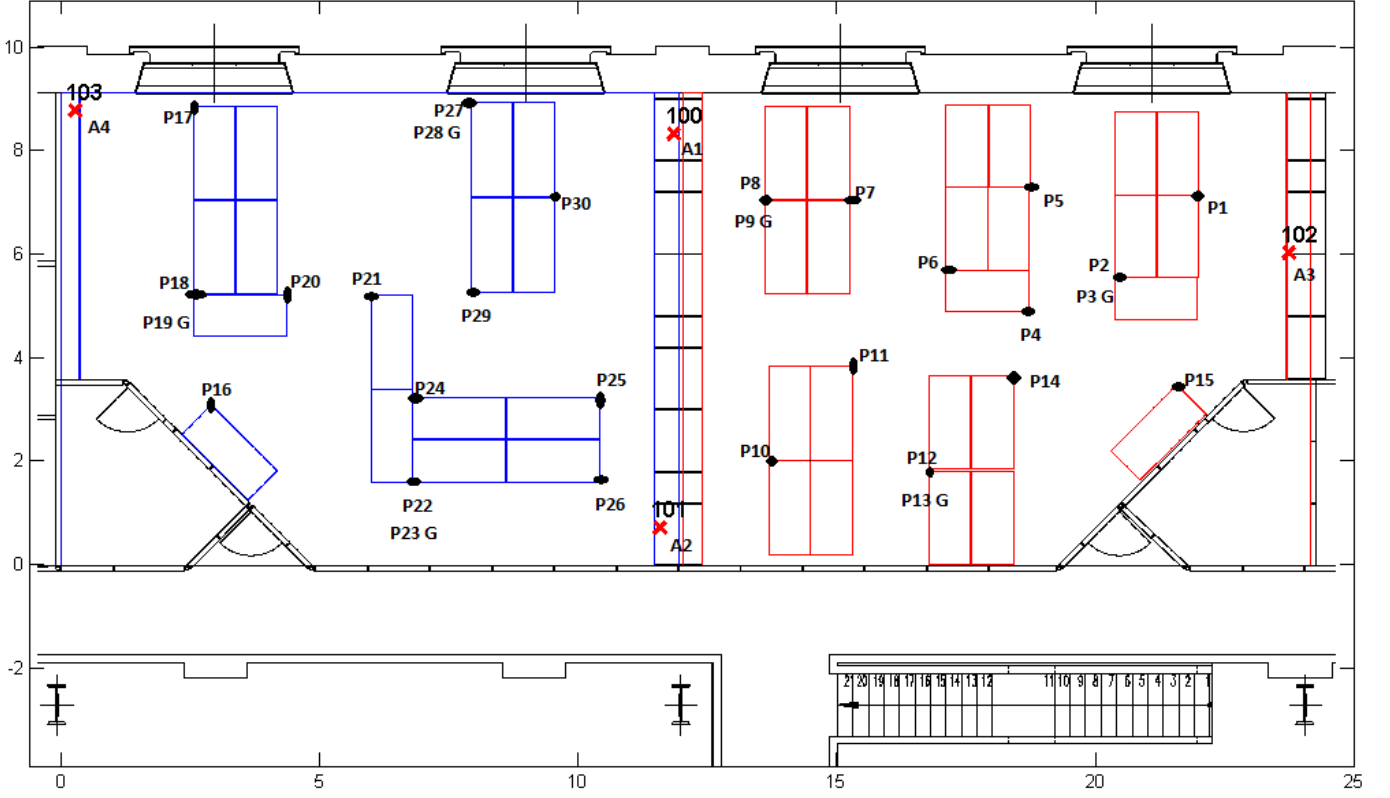 10
103
A4
P17
P27
P28 G
100
A1
8
P8
P9 G
P7
P5
P1
P30
102
A3
6
P6
P2
P3 G
P18
P20
P21
P19 G
P29
P4
4
P11
P16
P24
P25
P14
P15
2
P10
P12
P13 G
P22
P23 G
P26
101
A2
0
-2
21 20 19 18 17 16 15 14 13 12 11 10 9 8 7 6 5 4 3 2 1
0 5 10 15 20 25